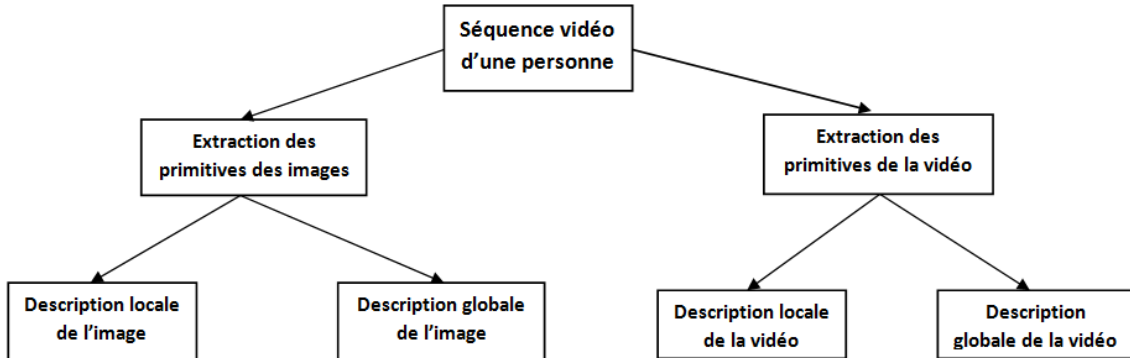 Séquence vidéo
d'une personne
Extraction des
primitives des images
Extraction des
primitives de la vidéo
Description locale
de l'image
Description globale
de l'image
Description locale
de la vidéo
Description
globale de la vidéo